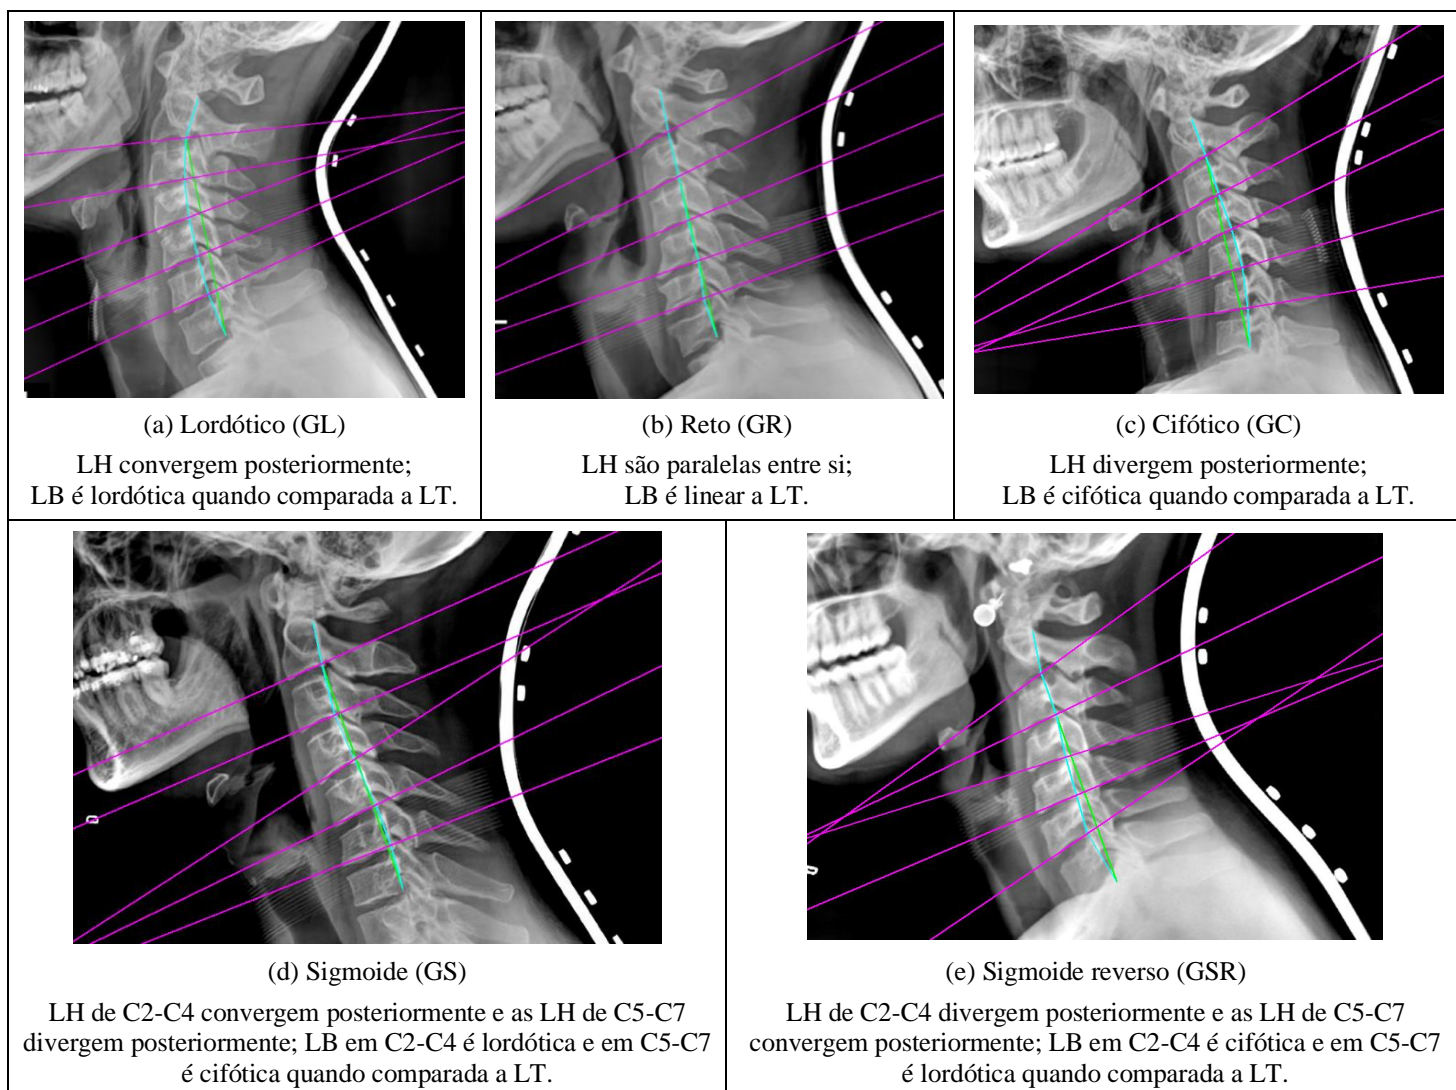 (a) Lordótico (GL)
LH convergem posteriormente;
LB é lordótica quando comparada a LT.
(b) Reto (GR)
LH são paralelas entre si;
LB é linear a LT.
(c) Cifótico (GC)
LH divergem posteriormente;
LB é cifótica quando comparada a LT.
(d) Sigmoide (GS)
LH de C2-C4 convergem posteriormente e as LH de C5-C7
divergem posteriormente; LB em C2-C4 é lordótica e em C5-C7
é cifótica quando comparada a LT.
(e) Sigmoide reverso (GSR)
LH de C2-C4 divergem posteriormente e as LH de C5-C7
convergem posteriormente; LB em C2-C4 é cifótica e em C5-C7
é lordótica quando comparada a LT.